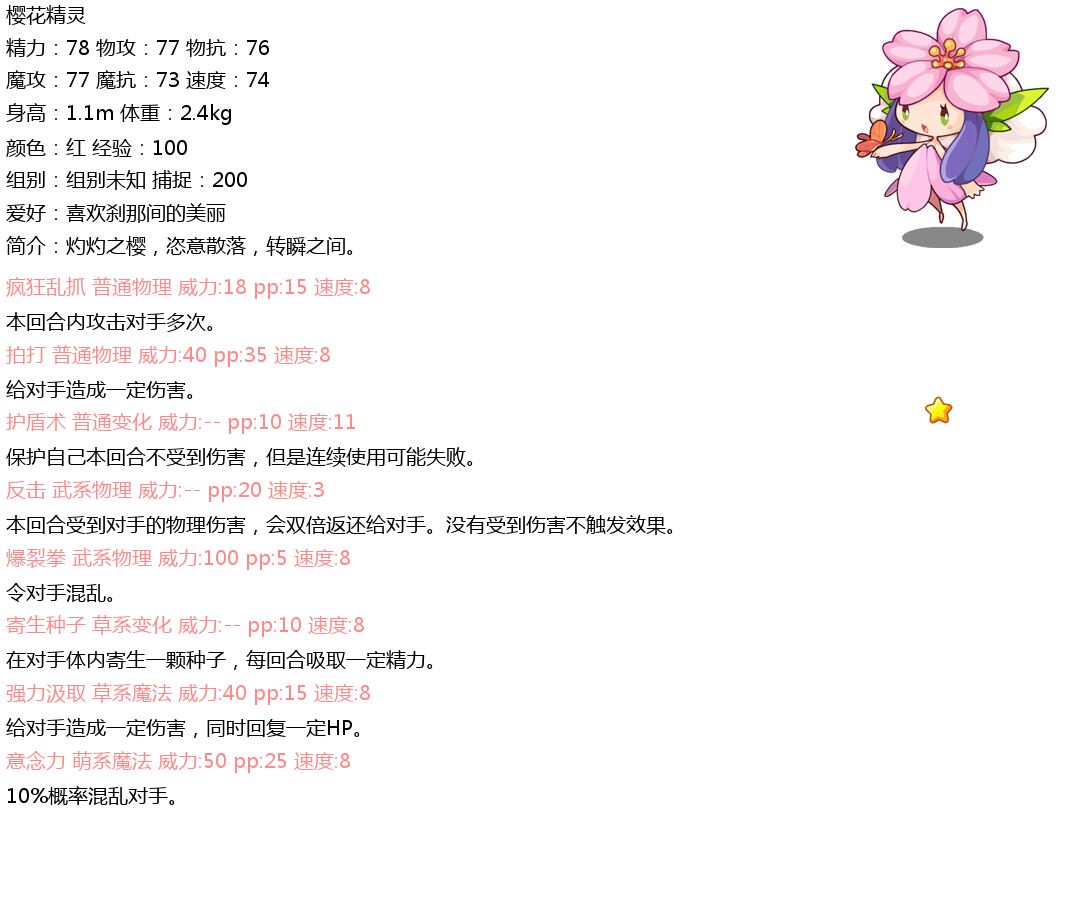 樱花精灵
精力：78 物攻：77 物抗：76
魔攻：77 魔抗：73 速度：74
身高：1.1m 体重：2.4kg
颜色：红 经验：100
组别：组别未知 捕捉：200
爱好：喜欢刹那间的美丽
简介：灼灼之樱，恣意散落，转瞬之间。
疯狂乱抓 普通物理 威力:18 pp:15 速度:8
本回合内攻击对手多次。
拍打 普通物理 威力:40 pp:35 速度:8
给对手造成一定伤害。
护盾术 普通变化 威力:-- pp:10 速度:11
保护自己本回合不受到伤害，但是连续使用可能失败。
反击 武系物理 威力:-- pp:20 速度:3
本回合受到对手的物理伤害，会双倍返还给对手。没有受到伤害不触发效果。
爆裂拳 武系物理 威力:100 pp:5 速度:8
令对手混乱。
寄生种子 草系变化 威力:-- pp:10 速度:8
在对手体内寄生一颗种子，每回合吸取一定精力。
强力汲取 草系魔法 威力:40 pp:15 速度:8
给对手造成一定伤害，同时回复一定HP。
意念力 萌系魔法 威力:50 pp:25 速度:8
10%概率混乱对手。